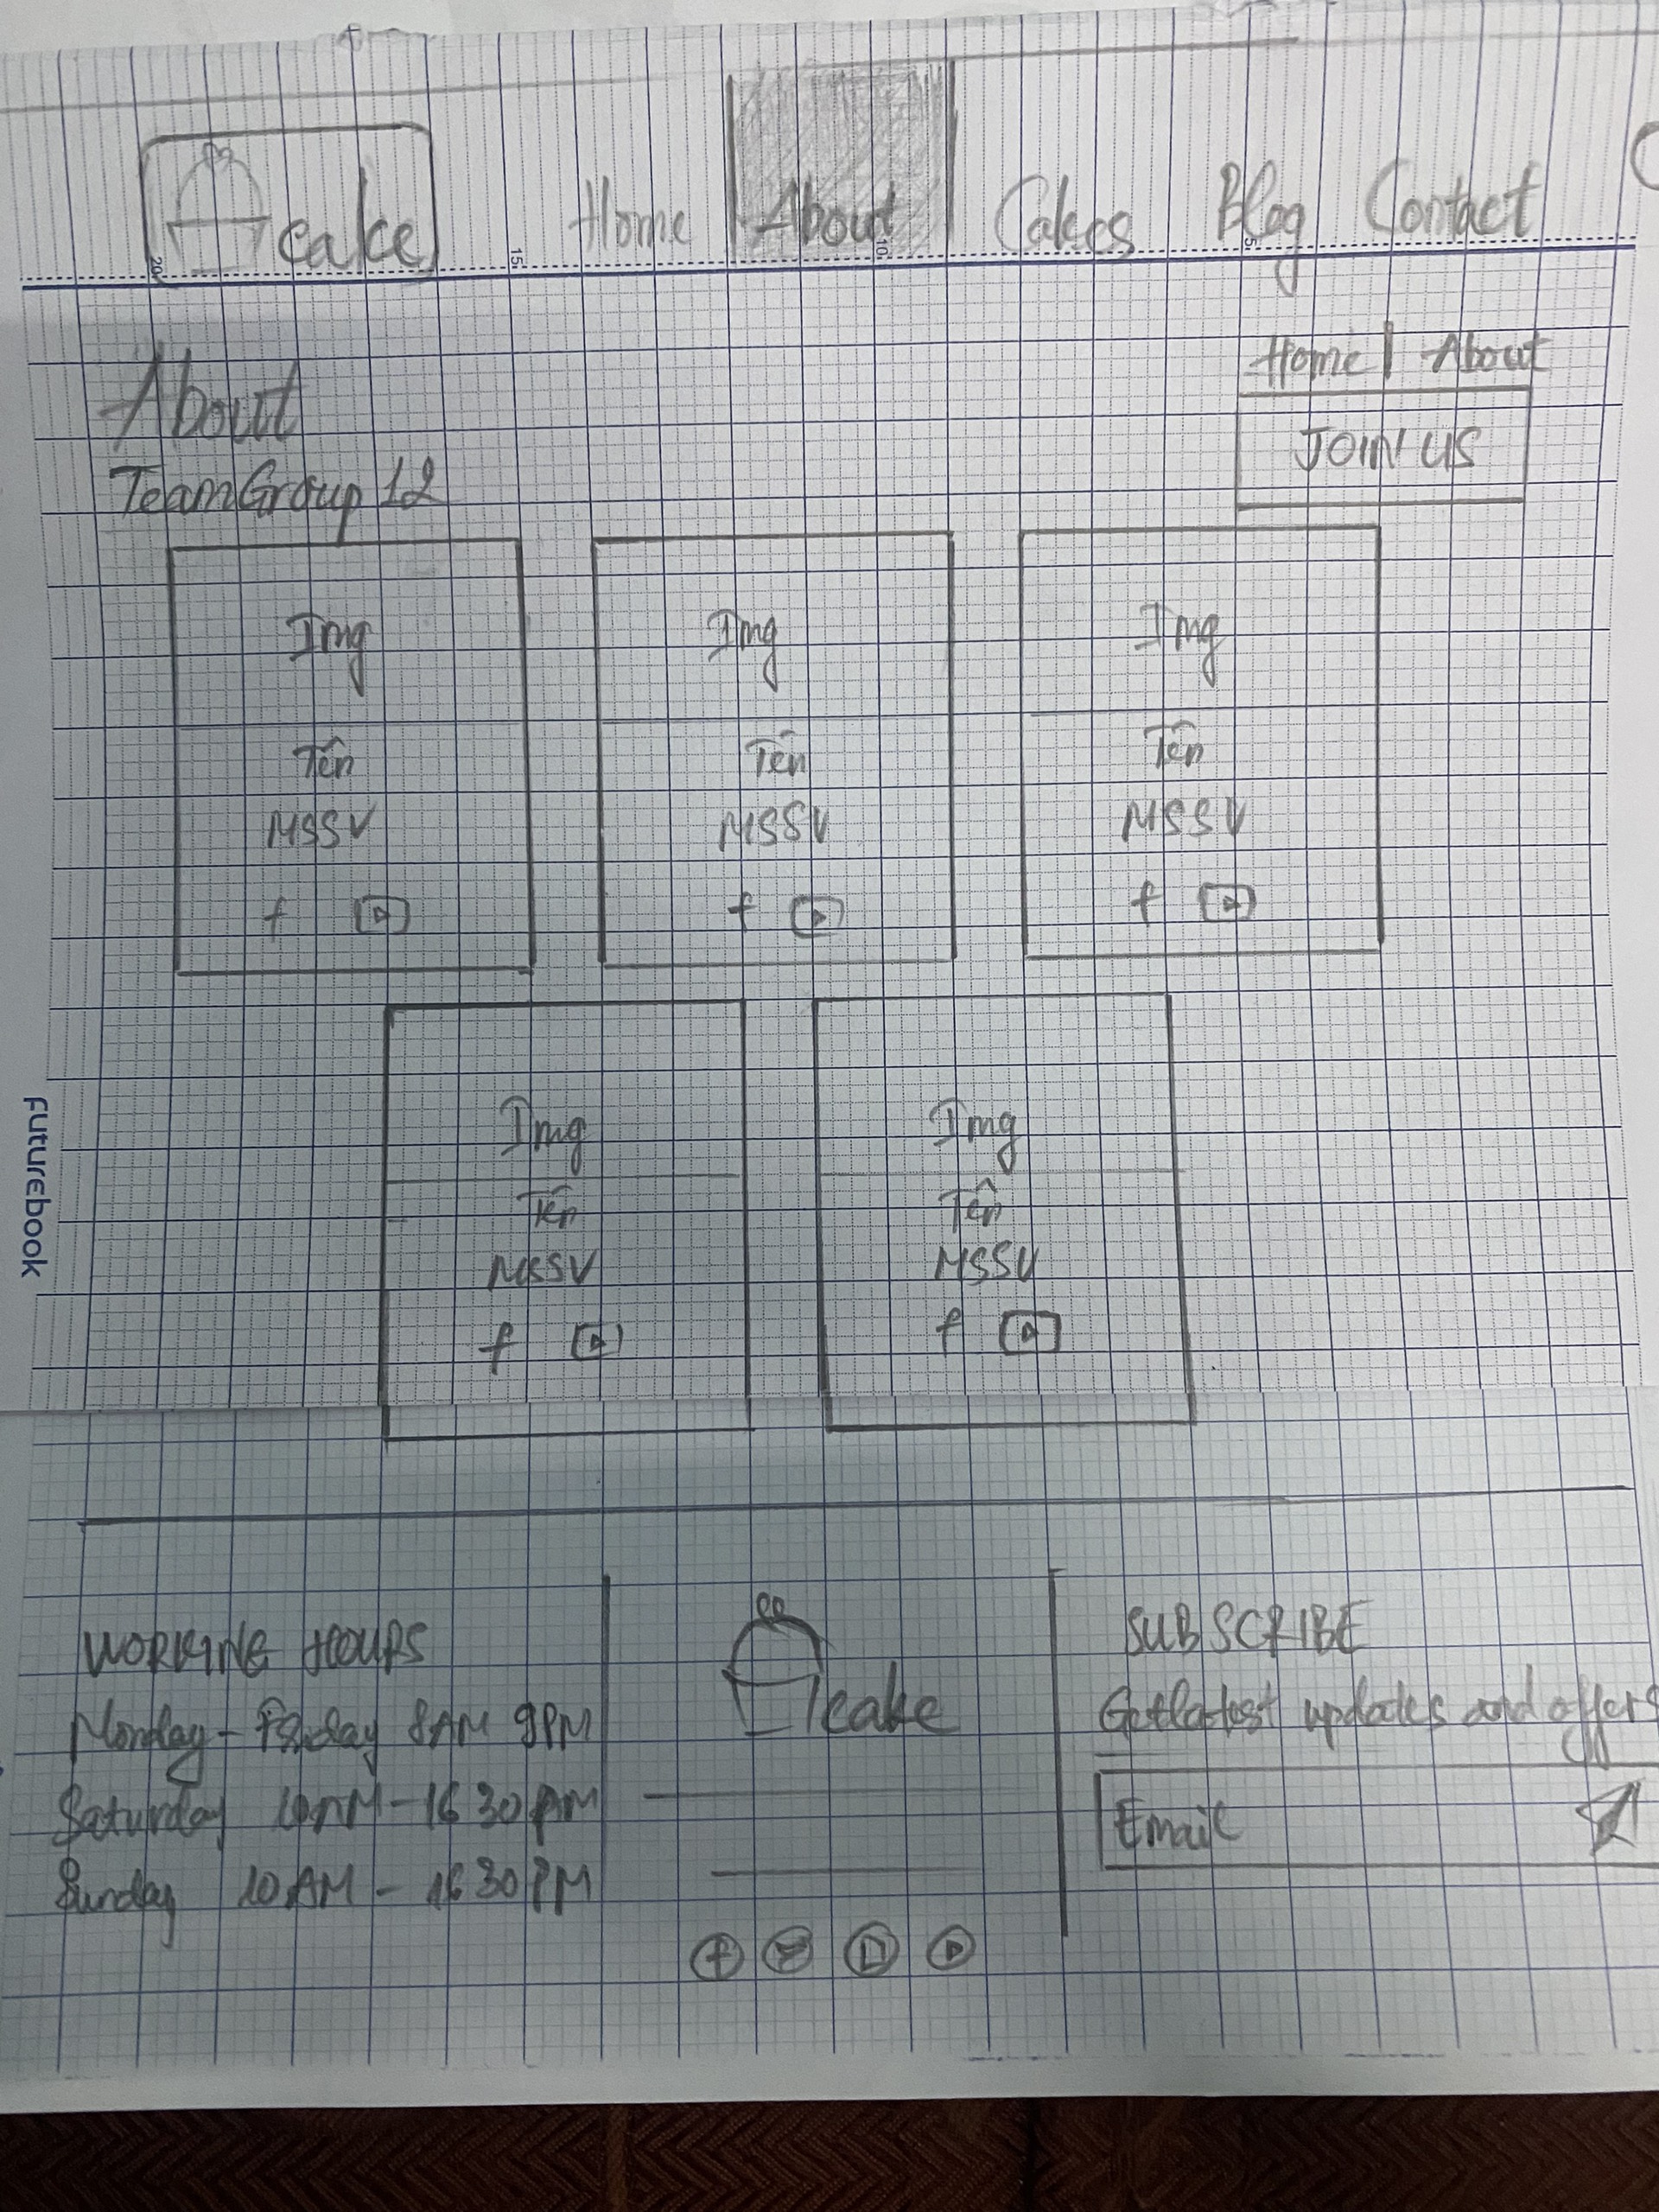 cake Home About Cakes Blog Contact
20 15 10 5
Home | About
About
JOIN US
TeamGroup 12
Img Img Img
Tên Tên Tên
MSSV MSSV MSSV
f f f
Img Img
Tên Tên
MSSV MSSV
f f
futurebook
WORKING HOURS
Monday - Friday 8AM 9PM
Saturday 10AM - 16 30 PM
Sunday 10 AM - 16 30 PM
cake
f
SUBSCRIBE
Get latest updates and offers
Email